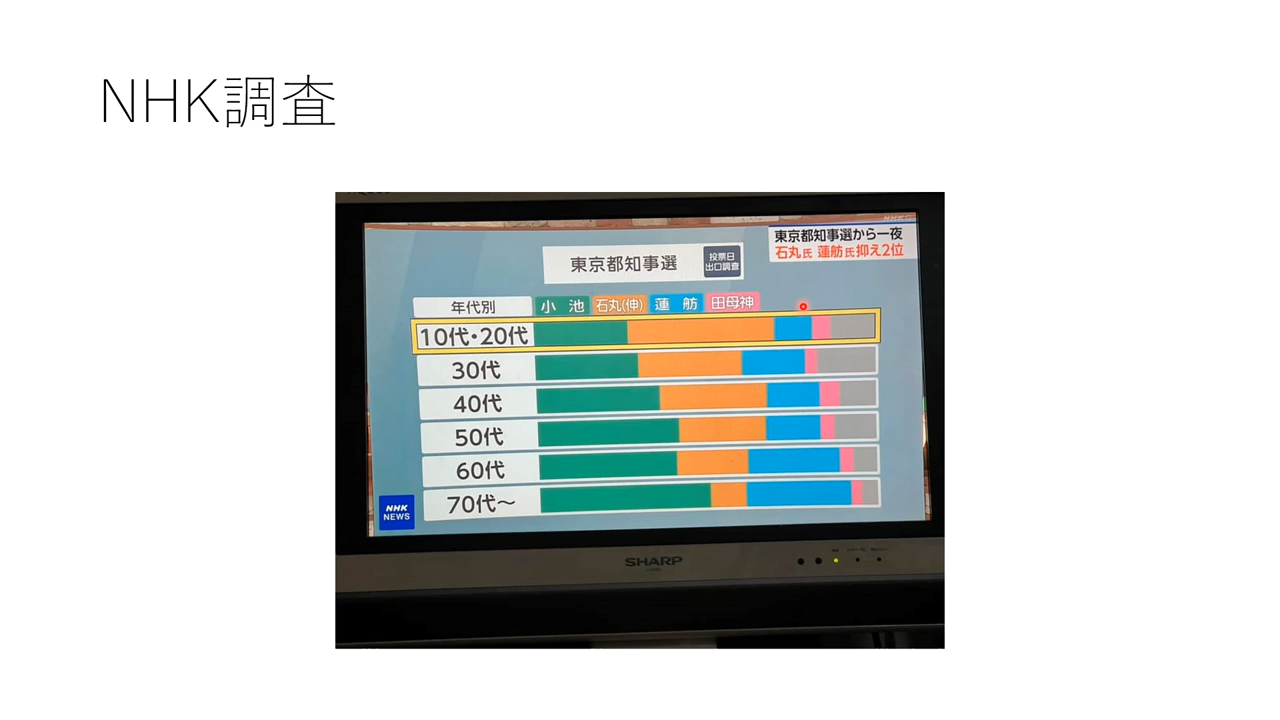 NHK調査
東京都知事選から一夜
石丸氏 蓮舫氏抑え2位
東京都知事選
投票日
出口調査
年代別 小池 石丸(伸) 蓮舫 田母神
10代・20代
30代
40代
50代
60代
70代～
NHK
NEWS
SHARP